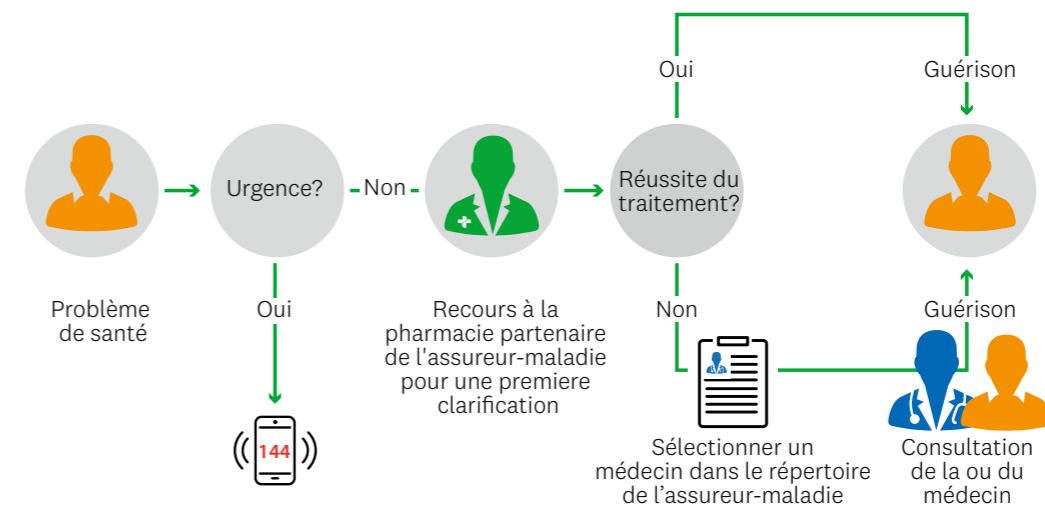 Problème
de santé
Urgence?
Oui
144
Non
Recours à la
pharmacie partenaire
de l'assureur-maladie
pour une premiere
clarification
Réussite du
traitement?
Oui
Guérison
Non
Sélectionner un
médecin dans le répertoire
de l’assureur-maladie
Consultation
de la ou du
médecin
Guérison